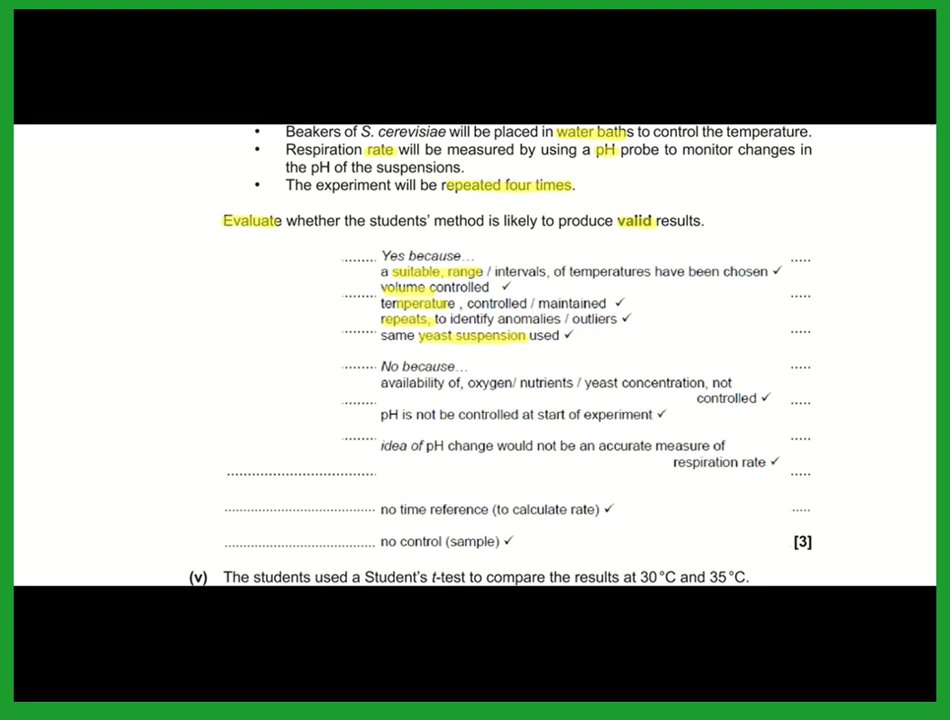 • Beakers of S. cerevisiae will be placed in water baths to control the temperature.
• Respiration rate will be measured by using a pH probe to monitor changes in
the pH of the suspensions.
• The experiment will be repeated four times.
Evaluate whether the students' method is likely to produce valid results.
Yes because...
a suitable, range / intervals, of temperatures have been chosen ✓
volume controlled ✓
temperature , controlled / maintained ✓
repeats, to identify anomalies / outliers ✓
same yeast suspension used ✓
No because...
availability of, oxygen/ nutrients / yeast concentration, not
controlled ✓
pH is not be controlled at start of experiment ✓
idea of pH change would not be an accurate measure of
respiration rate ✓
no time reference (to calculate rate) ✓
no control (sample) ✓ [3]
(v) The students used a Student's t-test to compare the results at 30 °C and 35 °C.